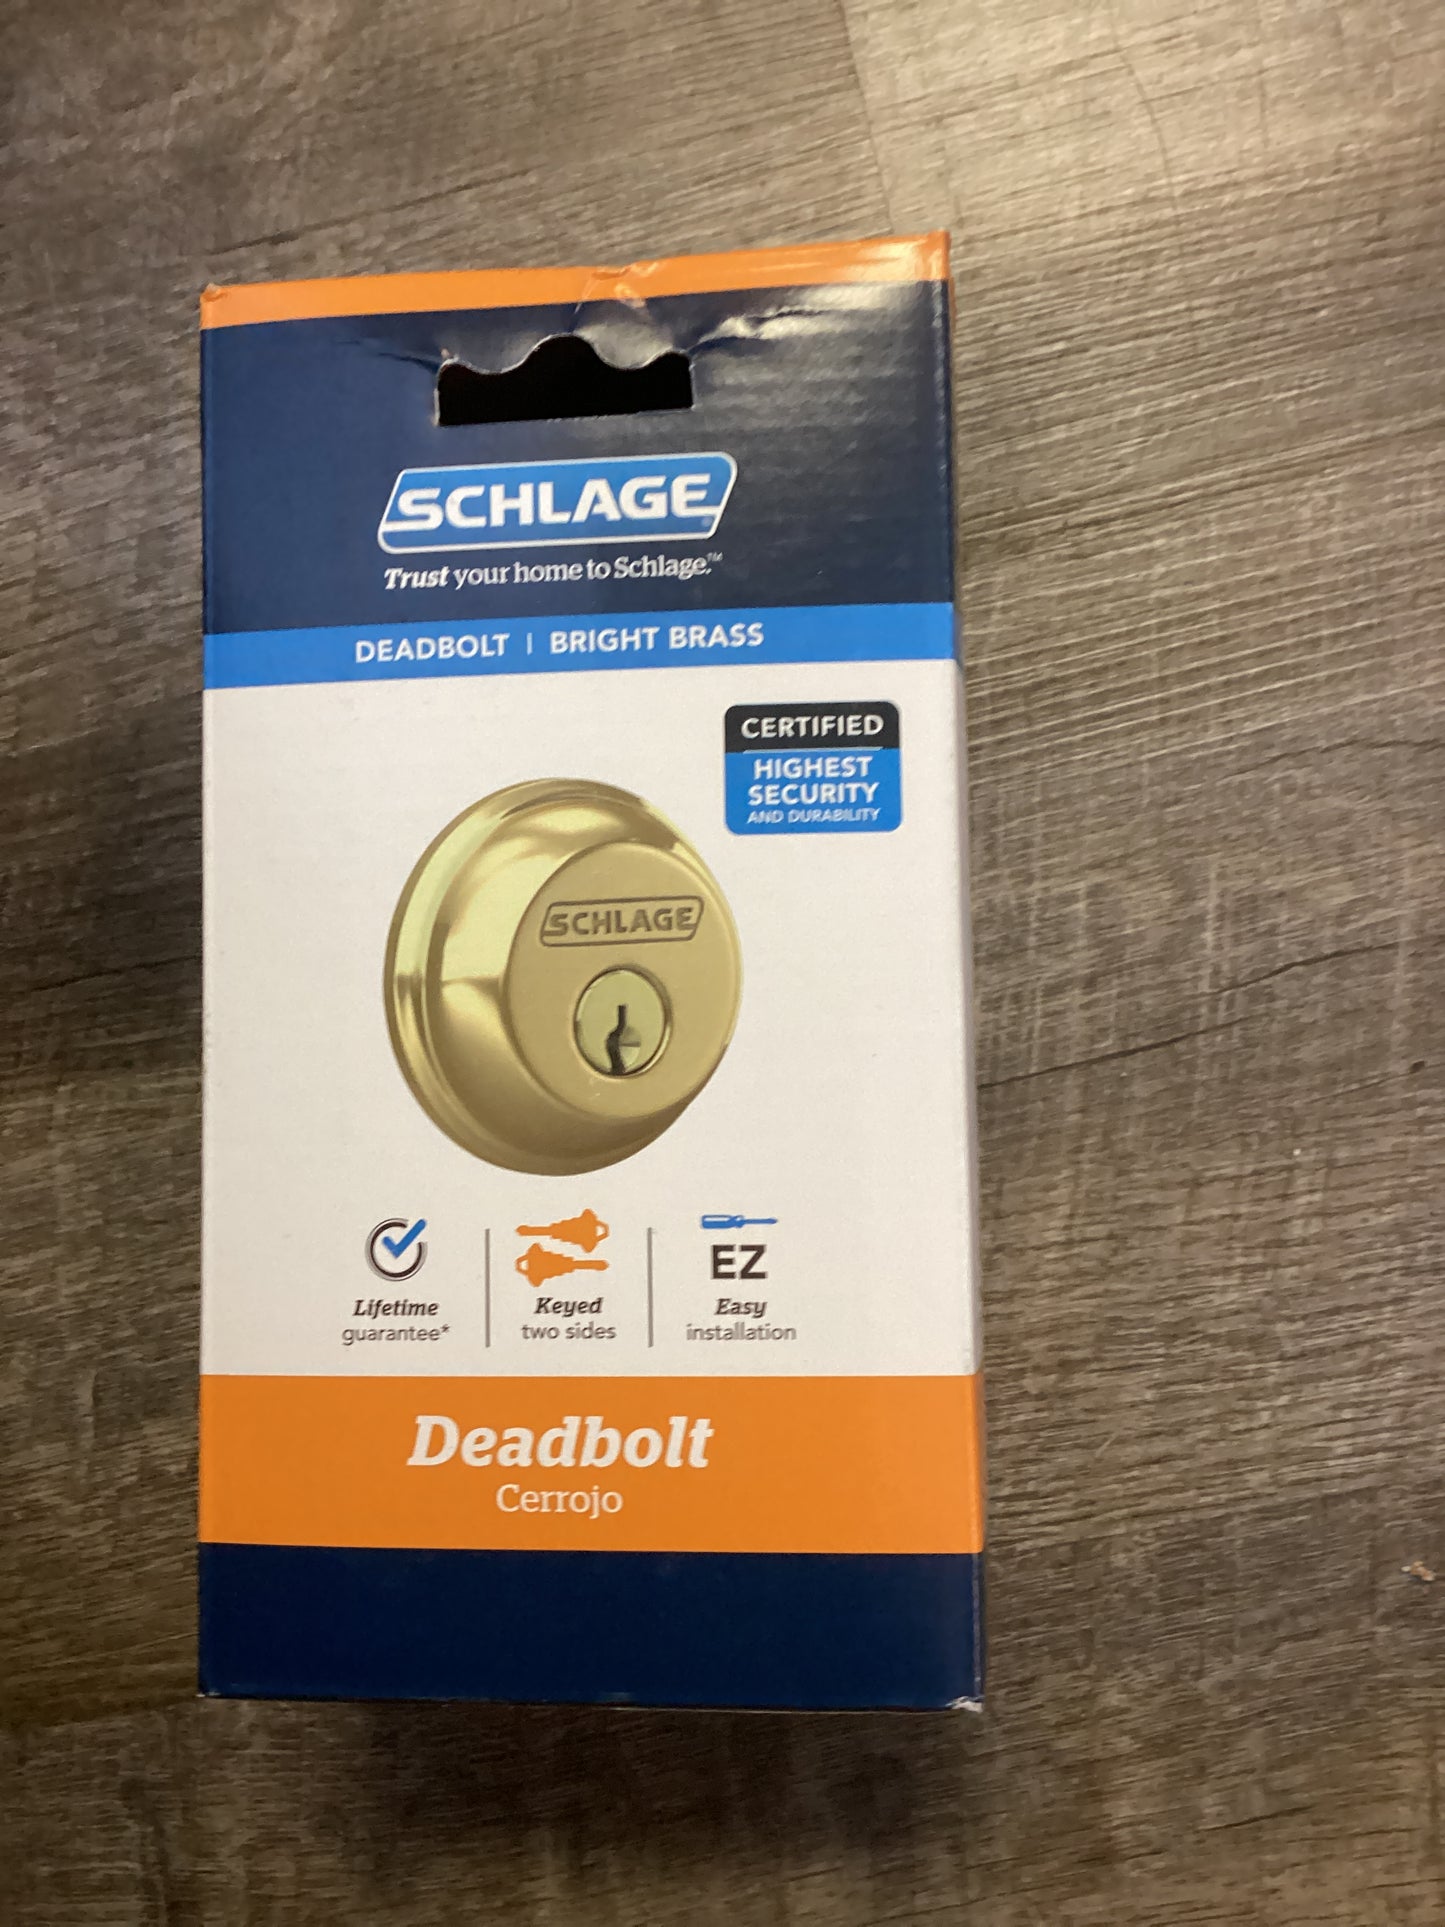 SCHLAGE
Trust your home to Schlage.™
DEADBOLT | BRIGHT BRASS
CERTIFIED
HIGHEST
SECURITY
AND DURABILITY
SCHLAGE
EZ
Lifetime
guarantee*
Keyed
two sides
Easy
installation
Deadbolt
Cerrojo